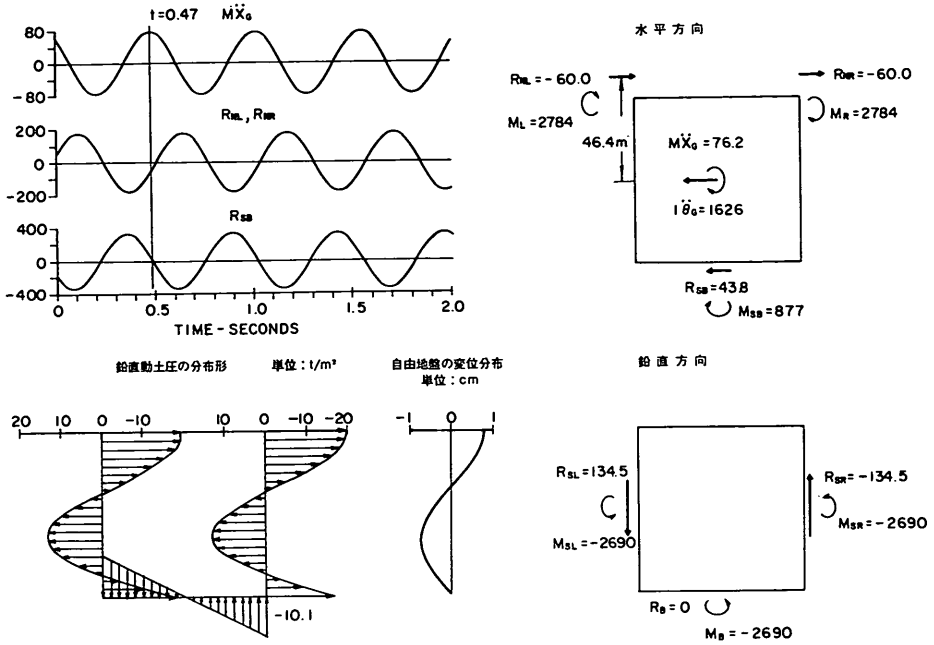 t=0.47 MẌG
80
0
-80
RNL, RNR
200
0
-200
RSB
400
0
-400
0 0.5 1.0 1.5 2.0
TIME-SECONDS
水平方向
RNL=-60.0
RNR=-60.0
ML=2784
MR=2784
46.4m
MẌG=76.2
Iθ̈G=1626
RSB=43.8
MSB=877
鉛直動土圧の分布形 単位:t/m²
20 10 0 -10
10 0 -10 -20
-10.1
自由地盤の変位分布
単位:cm
-1 0 1
鉛直方向
RSL=134.5
RSR=-134.5
MSL=-2690
MSR=-2690
RB=0
MB=-2690